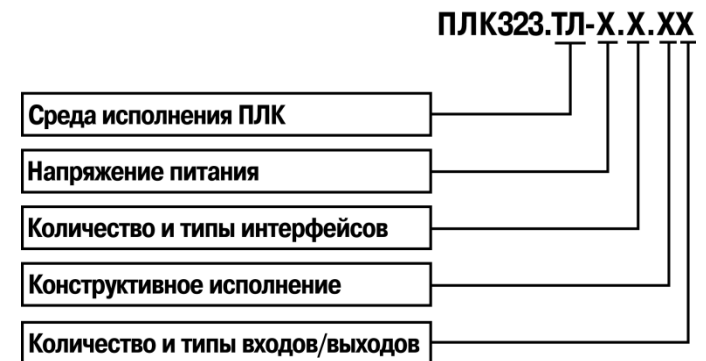 ПЛК323.ТЛ-Х.Х.ХХ
Среда исполнения ПЛК
Напряжение питания
Количество и типы интерфейсов
Конструктивное исполнение
Количество и типы входов/выходов